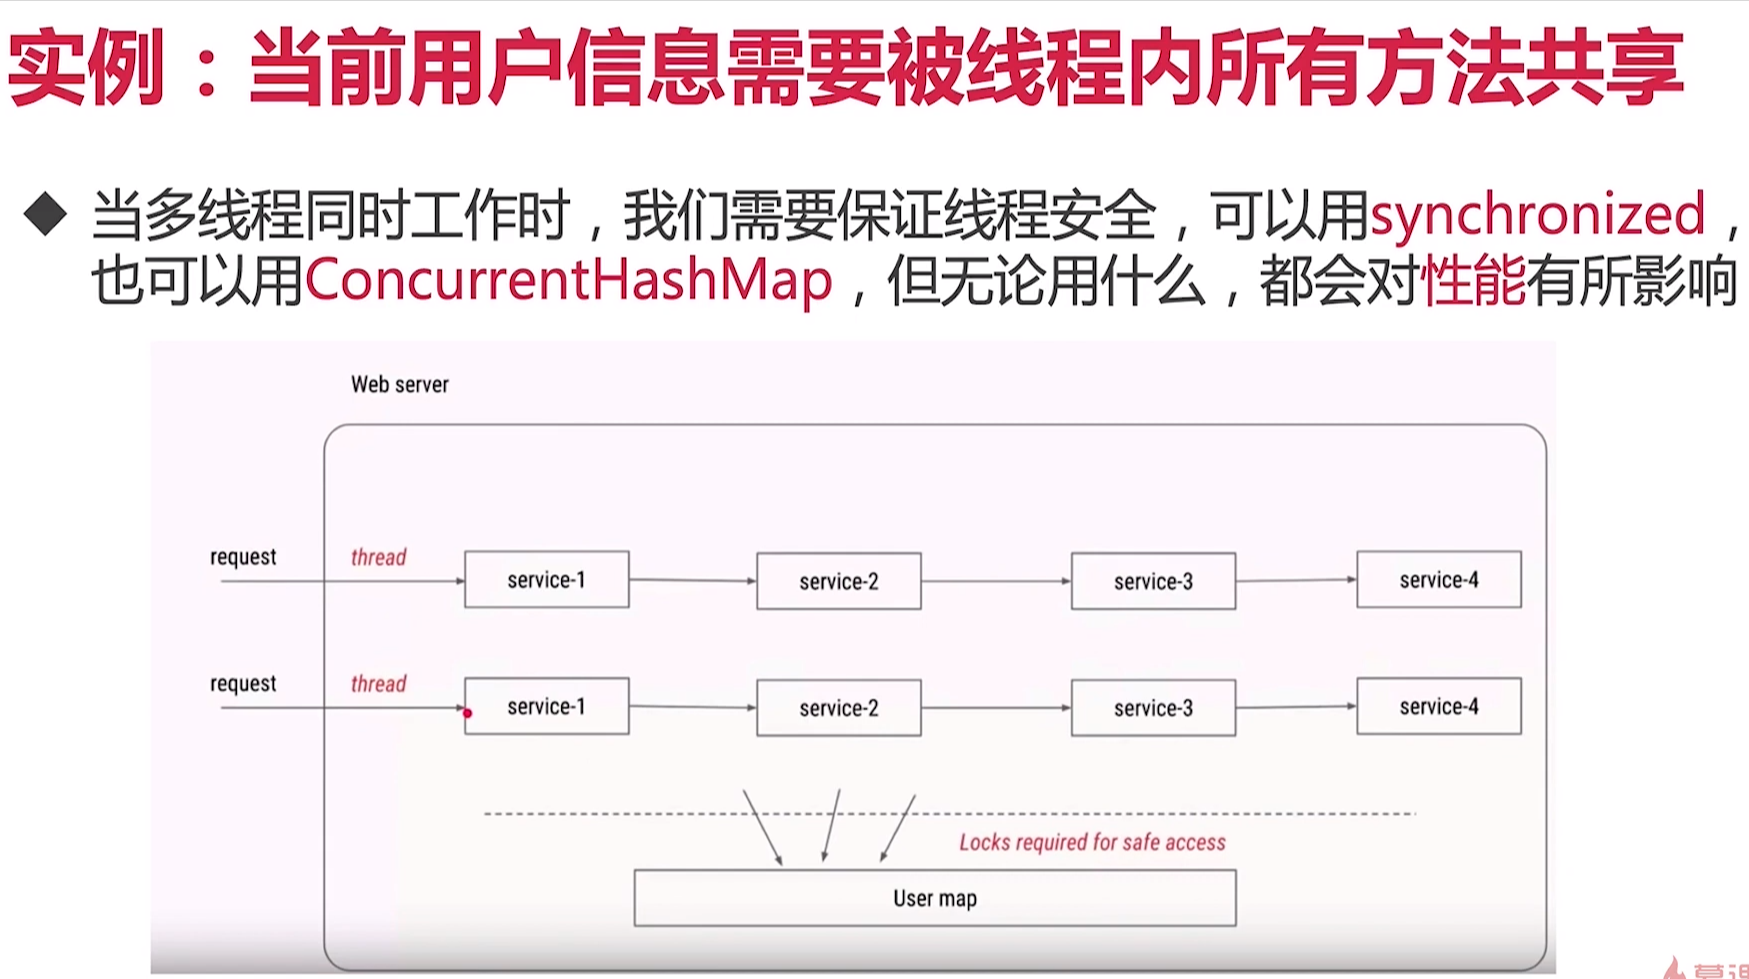 实例：当前用户信息需要被线程内所有方法共享
◆ 当多线程同时工作时，我们需要保证线程安全，可以用synchronized，
也可以用ConcurrentHashMap，但无论用什么，都会对性能有所影响
Web server
request thread service-1 service-2 service-3 service-4
request thread service-1 service-2 service-3 service-4
Locks required for safe access
User map